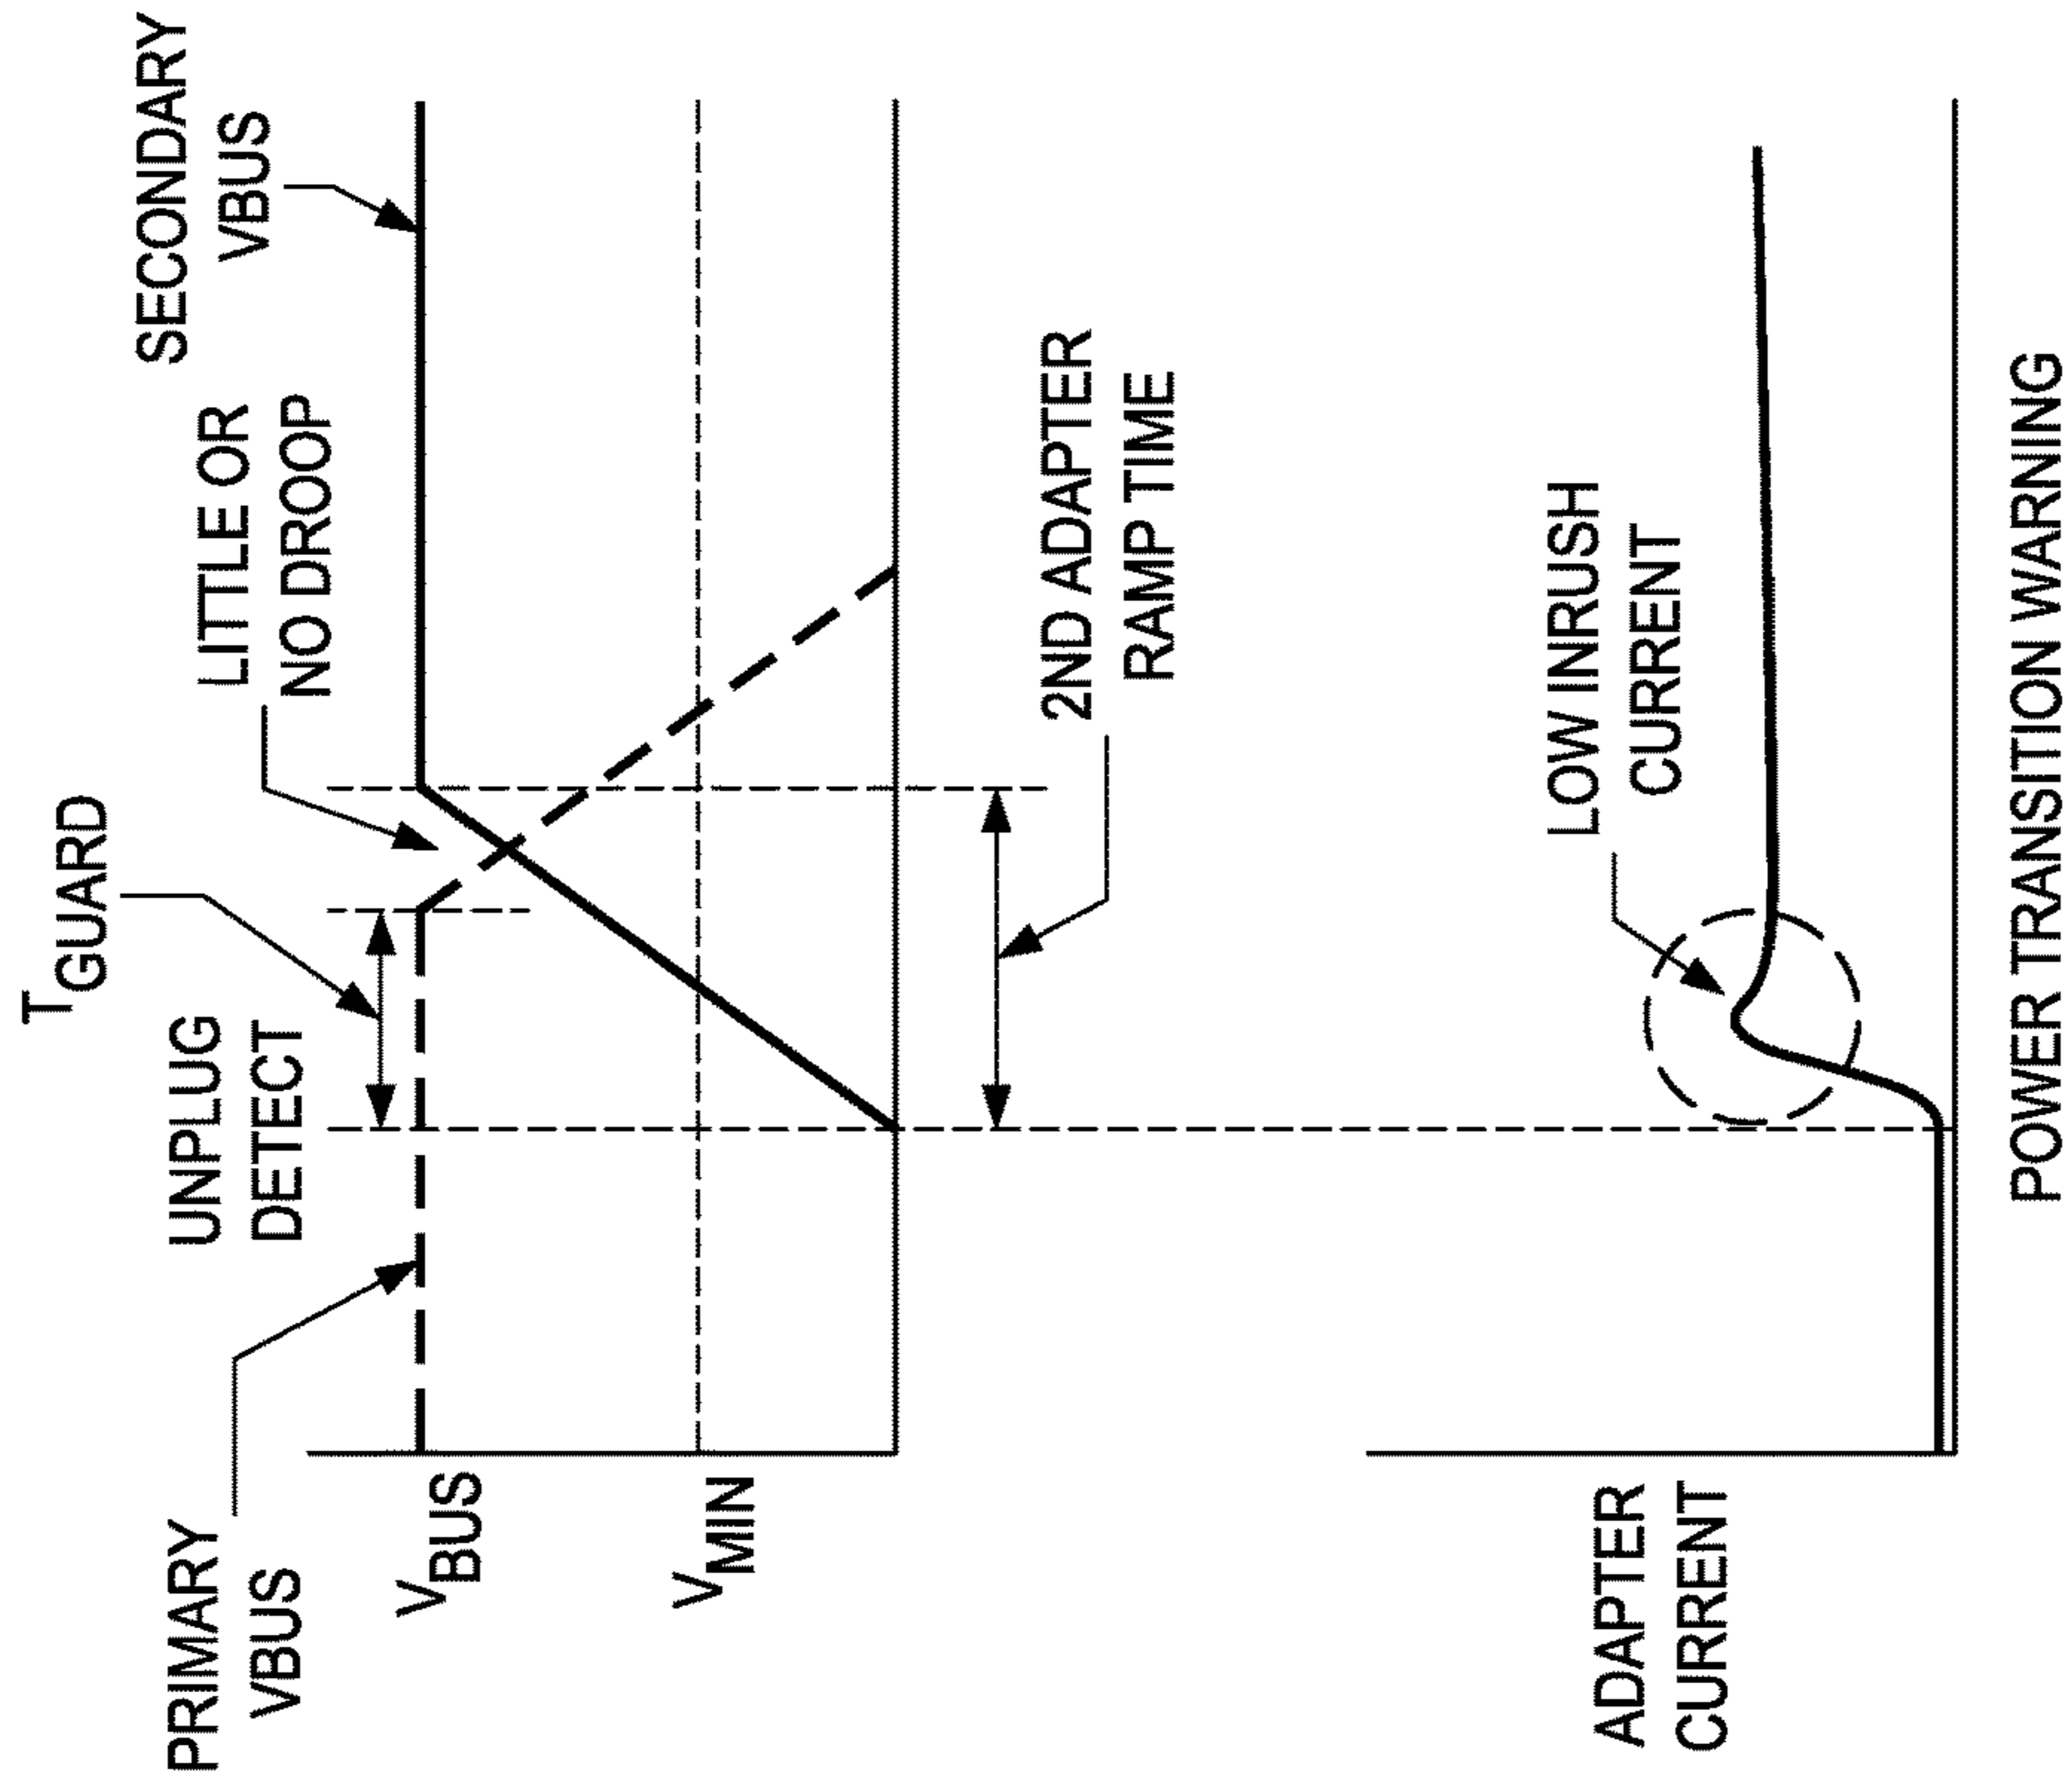 T GUARD
SECONDARY
VBUS
LITTLE OR
NO DROOP
UNPLUG
DETECT
PRIMARY
VBUS
V BUS
V MIN
2ND ADAPTER
RAMP TIME
LOW INRUSH
CURRENT
ADAPTER
CURRENT
POWER TRANSITION WARNING